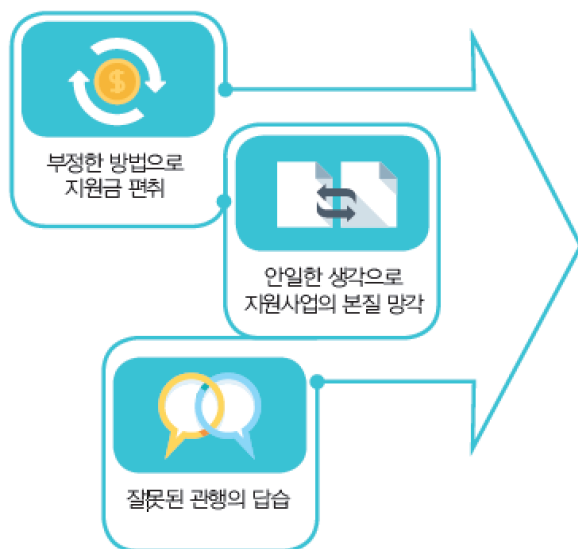 부정한 방법으로
지원금 편취
안일한 생각으로
지원사업의 본질 망각
잘못된 관행의 답습